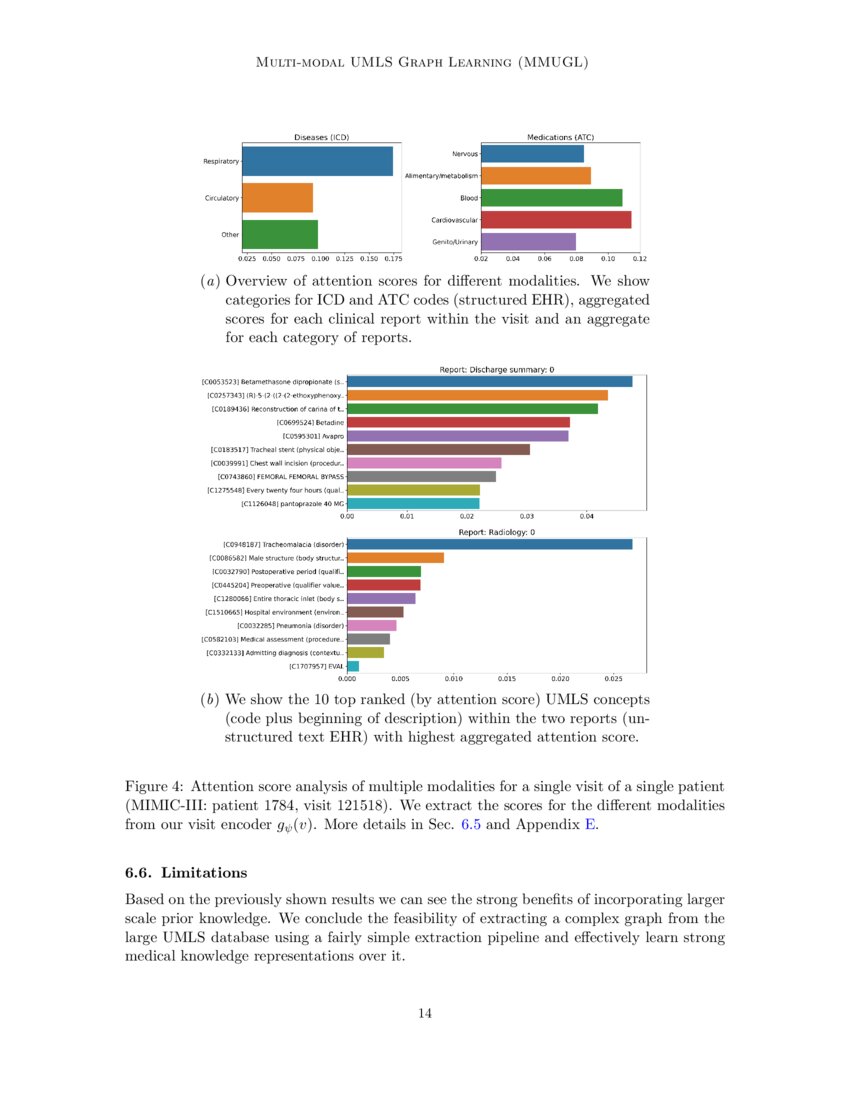 Multi-modal UMLS Graph Learning (MMUGL)
Diseases (ICD)
Respiratory
Circulatory
Other
0.025 0.050 0.075 0.100 0.125 0.150 0.175
Medications (ATC)
Nervous
Alimentary/metabolism
Blood
Cardiovascular
Genito/Urinary
0.02 0.04 0.06 0.08 0.10 0.12
(a) Overview of attention scores for different modalities. We show
categories for ICD and ATC codes (structured EHR), aggregated
scores for each clinical report within the visit and an aggregate
for each category of reports.
Report: Discharge summary: 0
[C0053523] Betamethasone dipropionate (s..
[C0257343] (R)-5-(2-((2-(2-ethoxyphenoxy..
[C0189436] Reconstruction of carina of t..
[C0699524] Betadine
[C0595301] Avapro
[C0183517] Tracheal stent (physical obje..
[C0039991] Chest wall incision (procedur..
[C0743860] FEMORAL FEMORAL BYPASS
[C1275548] Every twenty four hours (qual..
[C1126048] pantoprazole 40 MG
0.00 0.01 0.02 0.03 0.04
Report: Radiology: 0
[C0948187] Tracheomalacia (disorder)
[C0086582] Male structure (body structur..
[C0032790] Postoperative period (qualifi..
[C0445204] Preoperative (qualifier value..
[C1280066] Entire thoracic inlet (body s..
[C1510665] Hospital environment (environ..
[C0032285] Pneumonia (disorder)
[C0582103] Medical assessment (procedure..
[C0332133] Admitting diagnosis (contextu..
[C1707957] EVAL
0.000 0.005 0.010 0.015 0.020 0.025
(b) We show the 10 top ranked (by attention score) UMLS concepts
(code plus beginning of description) within the two reports (un-
structured text EHR) with highest aggregated attention score.
Figure 4: Attention score analysis of multiple modalities for a single visit of a single patient
(MIMIC-III: patient 1784, visit 121518). We extract the scores for the different modalities
from our visit encoder gψ(v). More details in Sec. 6.5 and Appendix E.
6.6. Limitations
Based on the previously shown results we can see the strong benefits of incorporating larger
scale prior knowledge. We conclude the feasibility of extracting a complex graph from the
large UMLS database using a fairly simple extraction pipeline and effectively learn strong
medical knowledge representations over it.
14